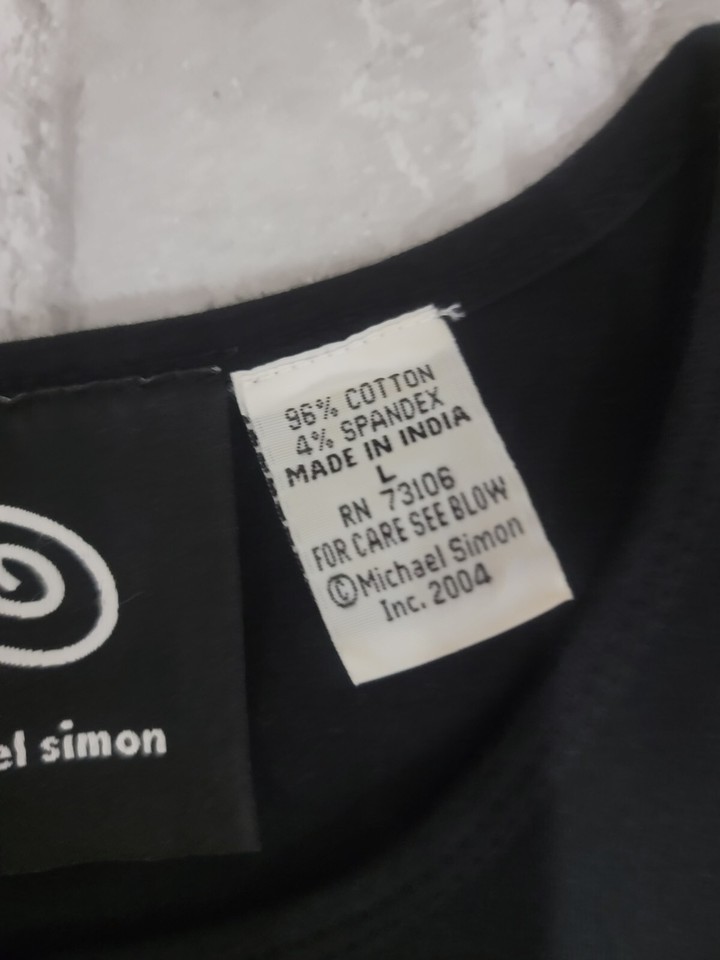 96% COTTON
4% SPANDEX
MADE IN INDIA
L
RN 73106
FOR CARE SEE BLOW
©Michael Simon
Inc. 2004
el simon